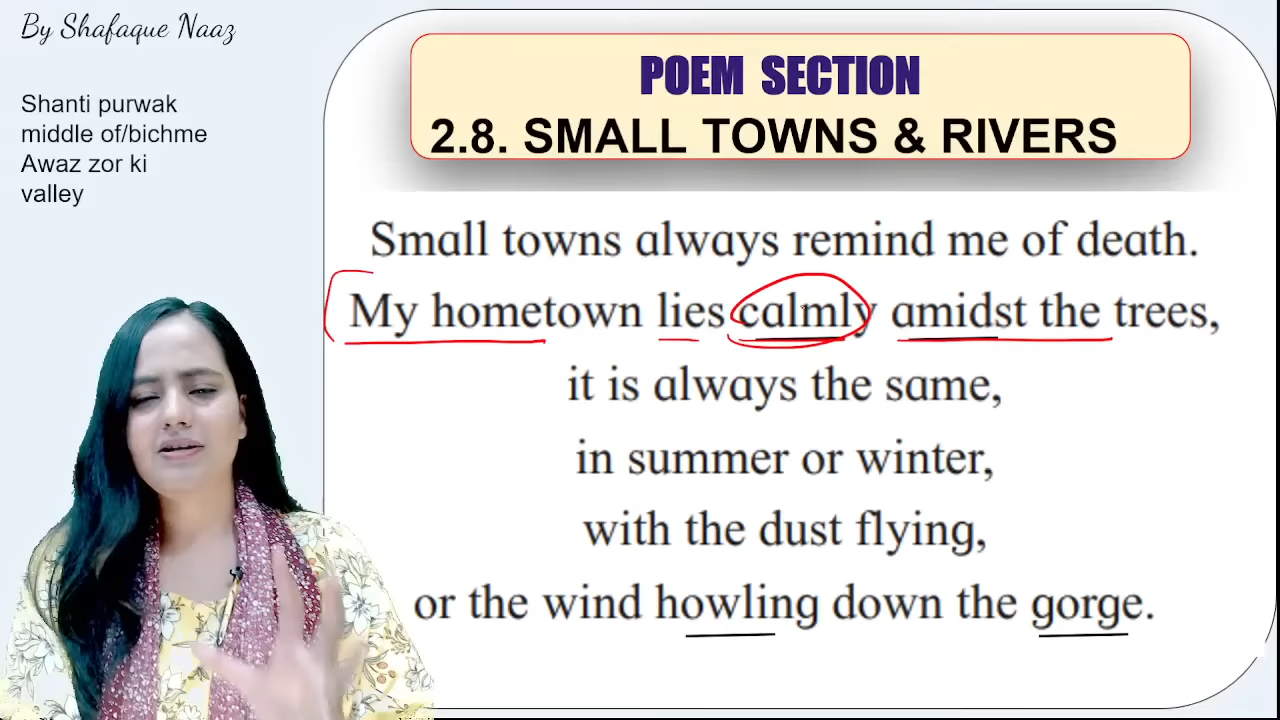 By Shafaque Naaz
Shanti purwak
middle of/bichme
Awaz zor ki
valley
POEM SECTION
2.8. SMALL TOWNS & RIVERS
Small towns always remind me of death.
My hometown lies calmly amidst the trees,
it is always the same,
in summer or winter,
with the dust flying,
or the wind howling down the gorge.